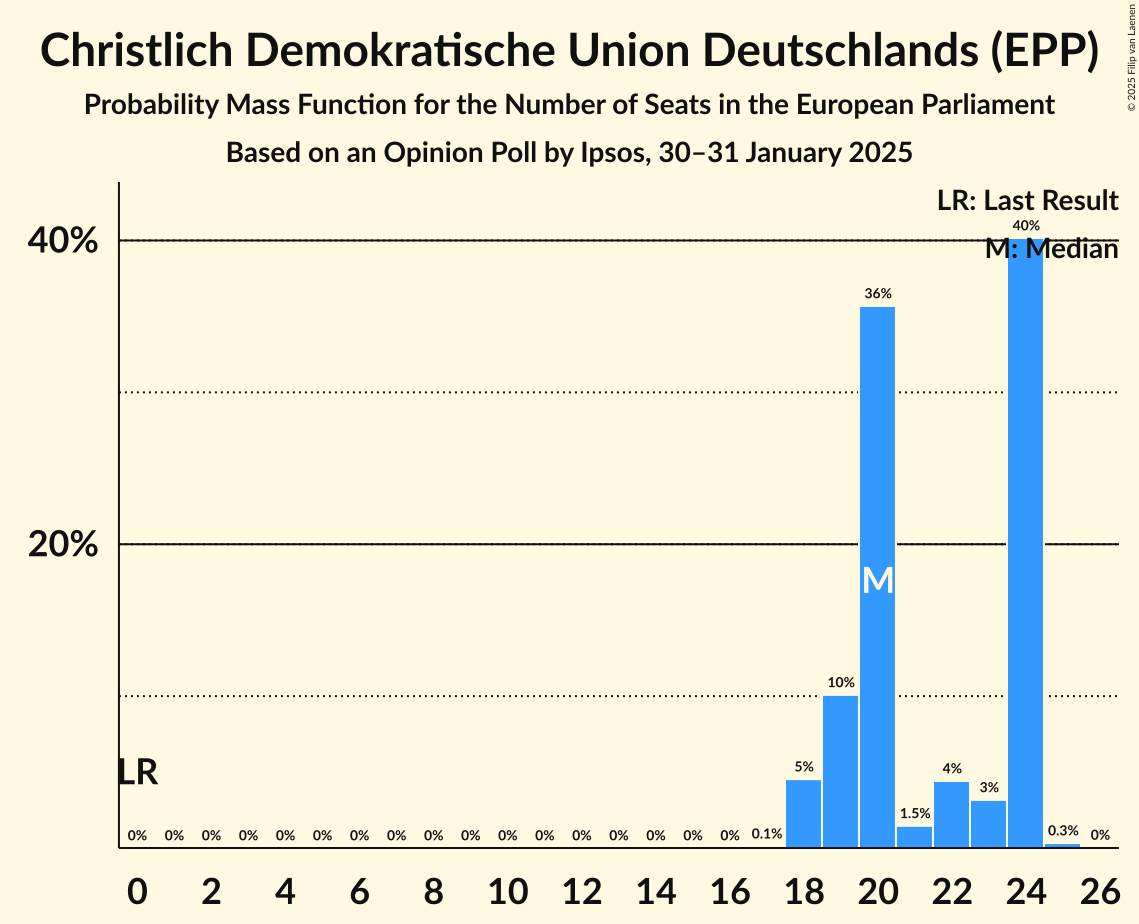 Christlich Demokratische Union Deutschlands (EPP)
Probability Mass Function for the Number of Seats in the European Parliament
Based on an Opinion Poll by Ipsos, 30–31 January 2025
© 2025 Filip van Laenen
LR: Last Result
M: Median
40%
20%
40%
36%
M
10%
LR
5%
4%
3%
1.5%
0% 0% 0% 0% 0% 0% 0% 0% 0% 0% 0% 0% 0% 0% 0% 0% 0% 0.1% 0.3% 0%
0 2 4 6 8 10 12 14 16 18 20 22 24 26